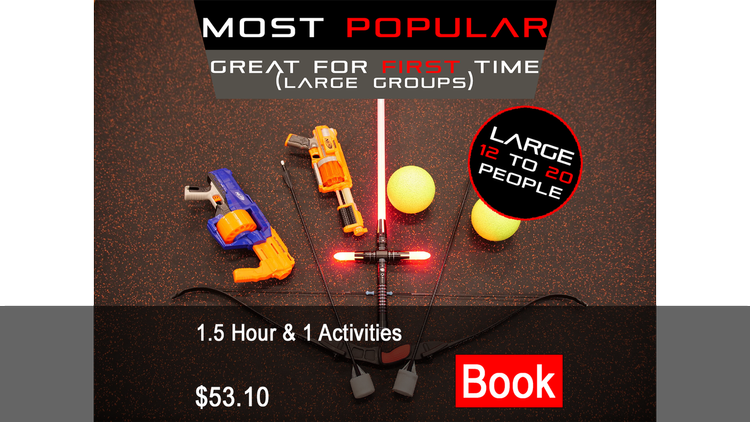 MOST POPULAR
GREAT FOR FIRST TIME
(LARGE GROUPS)
LARGE
12 TO 20
PEOPLE
1.5 Hour & 1 Activities
$53.10
Book